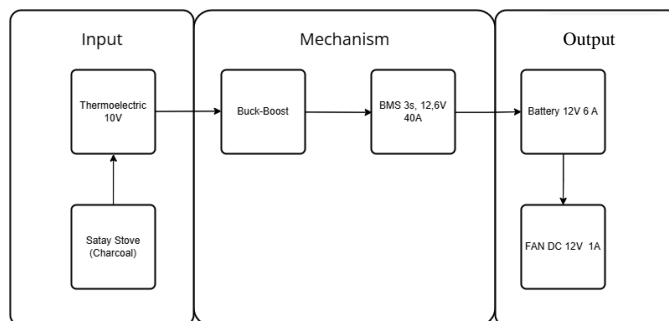 Input
Mechanism
Output
Thermoelectric
10V
Buck-Boost
BMS 3s, 12,6V
40A
Battery 12V 6 A
Satay Stove
(Charcoal)
FAN DC 12V  1A